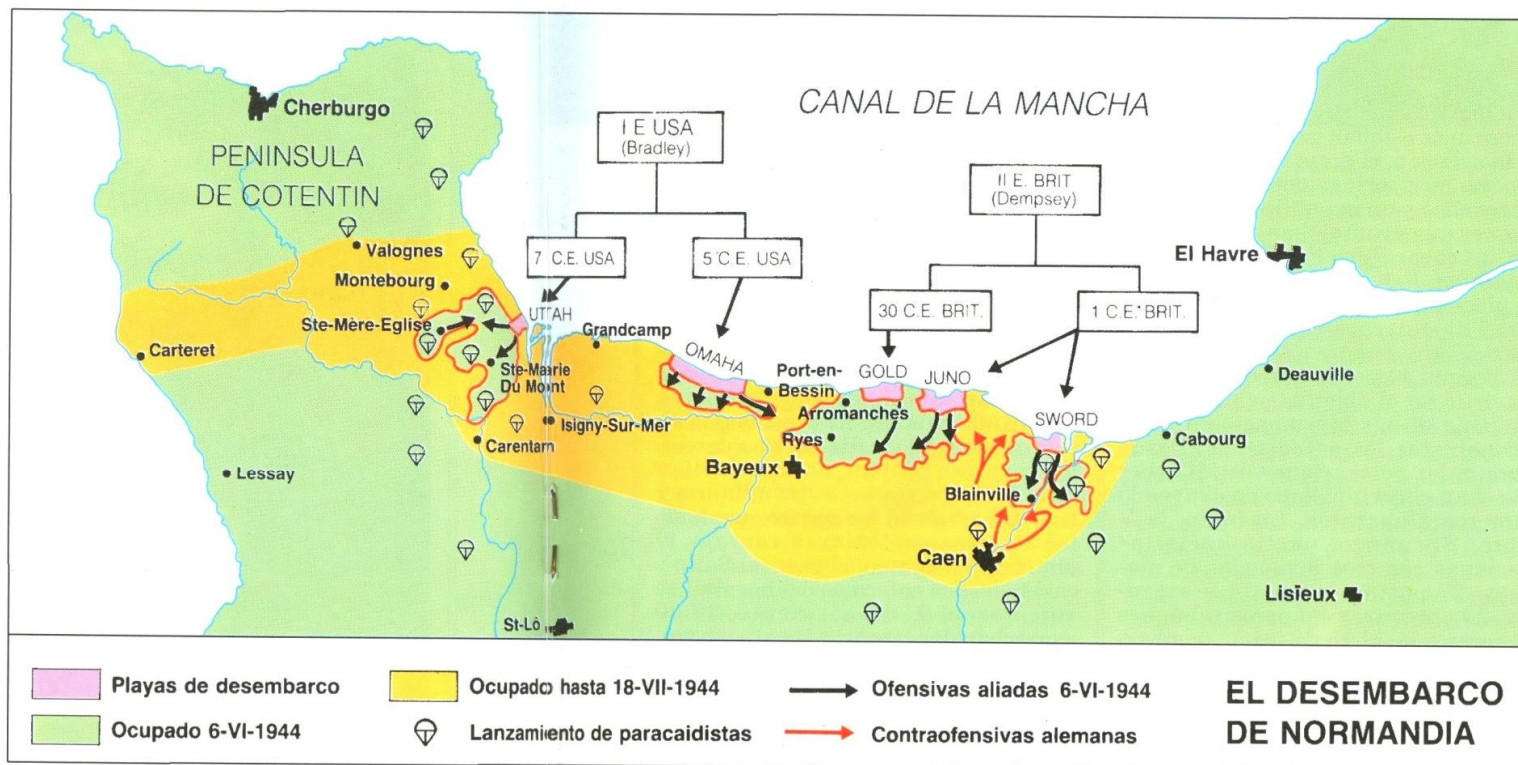 CANAL DE LA MANCHA
Cherburgo
PENINSULA
DE COTENTIN
I E USA
(Bradley)
II E. BRIT
(Dempsey)
7 C.E. USA
5 C.E. USA
30 C.E. BRIT.
1 C.E. BRIT.
El Havre
Valognes
Montebourg
UTAH
Ste-Mère-Eglise
Grandcamp
Carteret
Ste-Marie
Du Mont
OMAHA
Port-en-
Bessin
GOLD
JUNO
Arromanches
Deauville
SWORD
Isigny-Sur-Mer
Carentan
Ryes
Cabourg
Lessay
Bayeux
Blainville
Caen
Lisieux
St-Lô
Playas de desembarco
Ocupado 6-VI-1944
Ocupado hasta 18-VII-1944
Lanzamiento de paracaidistas
Ofensivas aliadas 6-VI-1944
Contraofensivas alemanas
EL DESEMBARCO
DE NORMANDIA